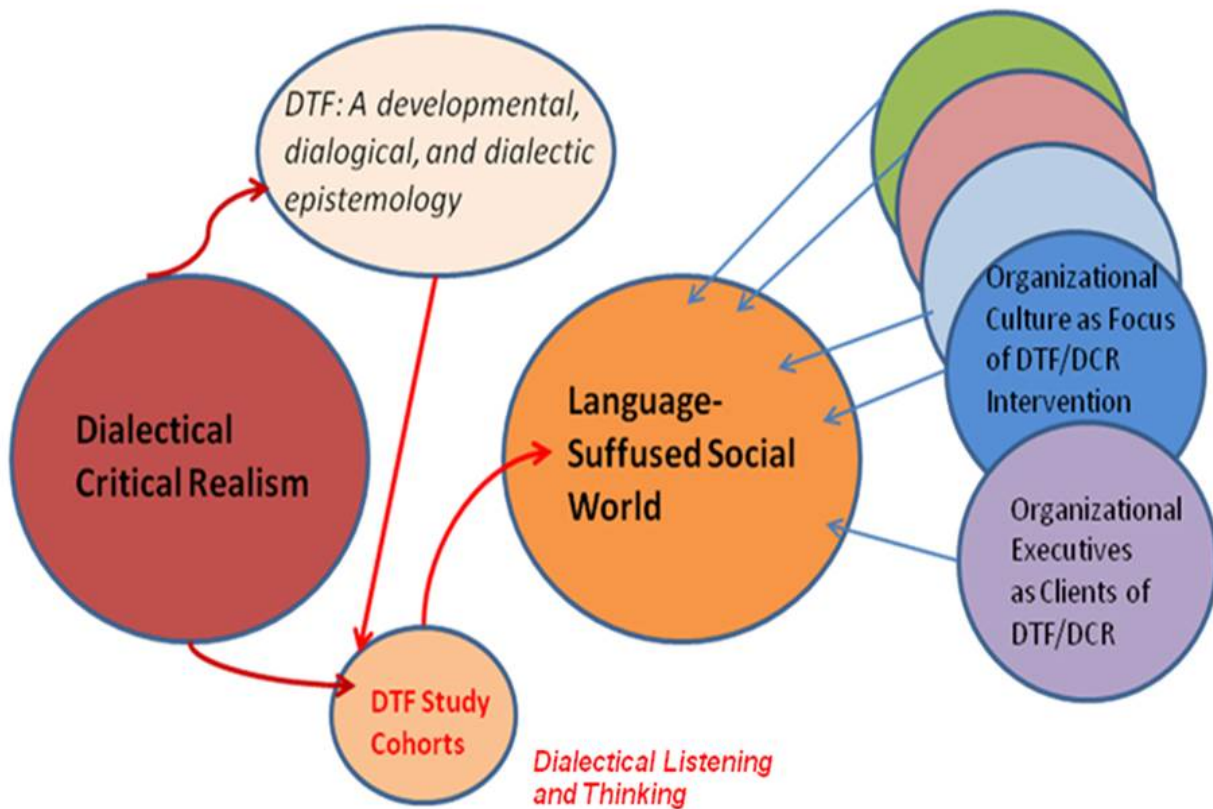 DTF: A developmental,
dialogical, and dialectic
epistemology
Dialectical
Critical Realism
DTF Study
Cohorts
Dialectical Listening
and Thinking
Language-
Suffused Social
World
Organizational
Culture as Focus
of DTF/DCR
Intervention
Organizational
Executives
as Clients of
DTF/DCR